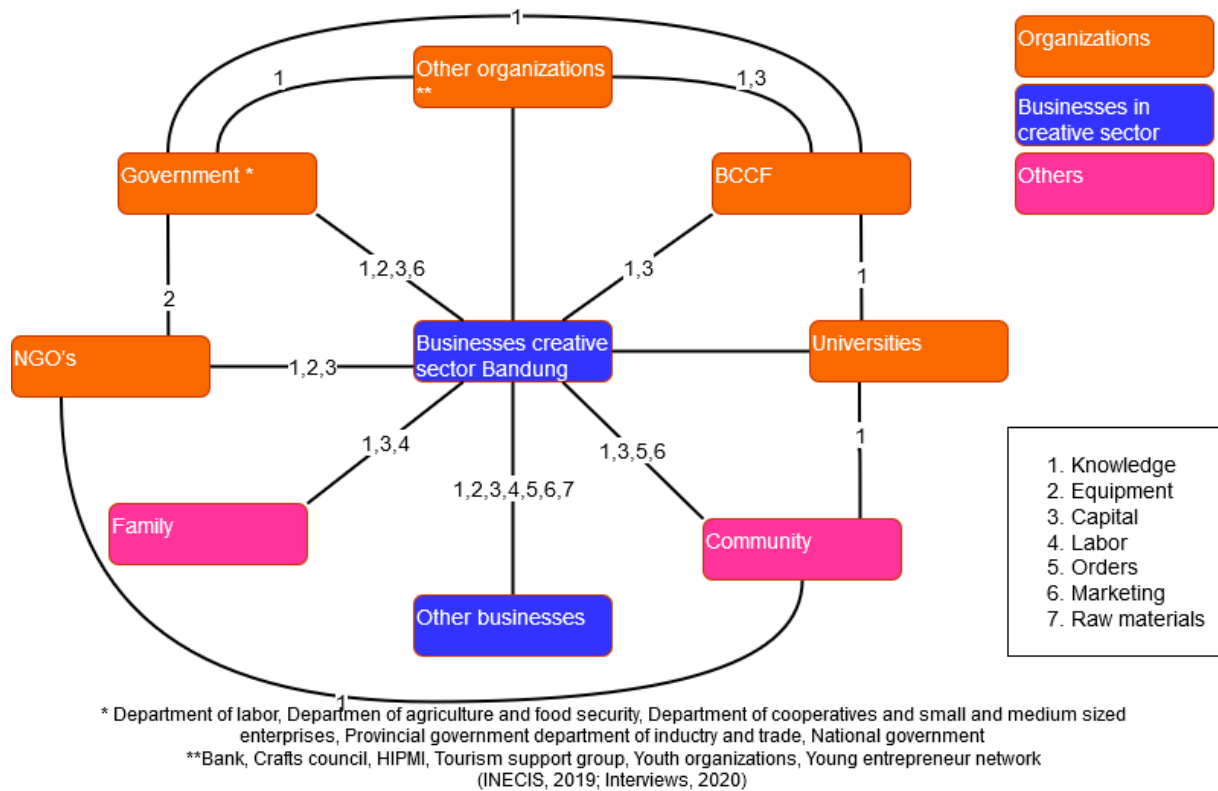 1
Organizations
Other organizations
**
1
1,3
Businesses in
creative sector
Government *
BCCF
Others
1,2,3,6
1,3
2
1
NGO's
1,2,3
Businesses creative
sector Bandung
Universities
1,3,4
1,3,5,6
1
1,2,3,4,5,6,7
1. Knowledge
2. Equipment
3. Capital
4. Labor
5. Orders
6. Marketing
7. Raw materials
Family
Community
Other businesses
1
* Department of labor, Departmen of agriculture and food security, Department of cooperatives and small and medium sized
enterprises, Provincial government department of inductry and trade, National government
**Bank, Crafts council, HIPMI, Tourism support group, Youth organizations, Young entrepreneur network
(INECIS, 2019; Interviews, 2020)